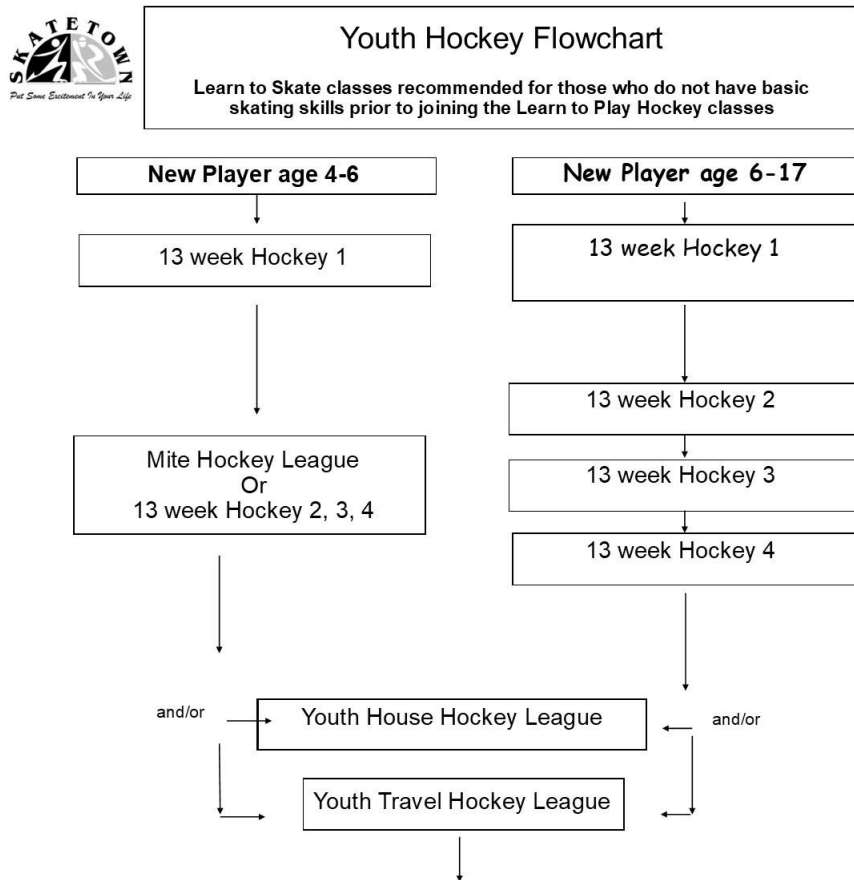 SKATETOWN
Put Some Excitement In Your Life
Youth Hockey Flowchart
Learn to Skate classes recommended for those who do not have basic
skating skills prior to joining the Learn to Play Hockey classes
New Player age 4-6
13 week Hockey 1
Mite Hockey League
Or
13 week Hockey 2, 3, 4
New Player age 6-17
13 week Hockey 1
13 week Hockey 2
13 week Hockey 3
13 week Hockey 4
and/or
Youth House Hockey League
and/or
Youth Travel Hockey League